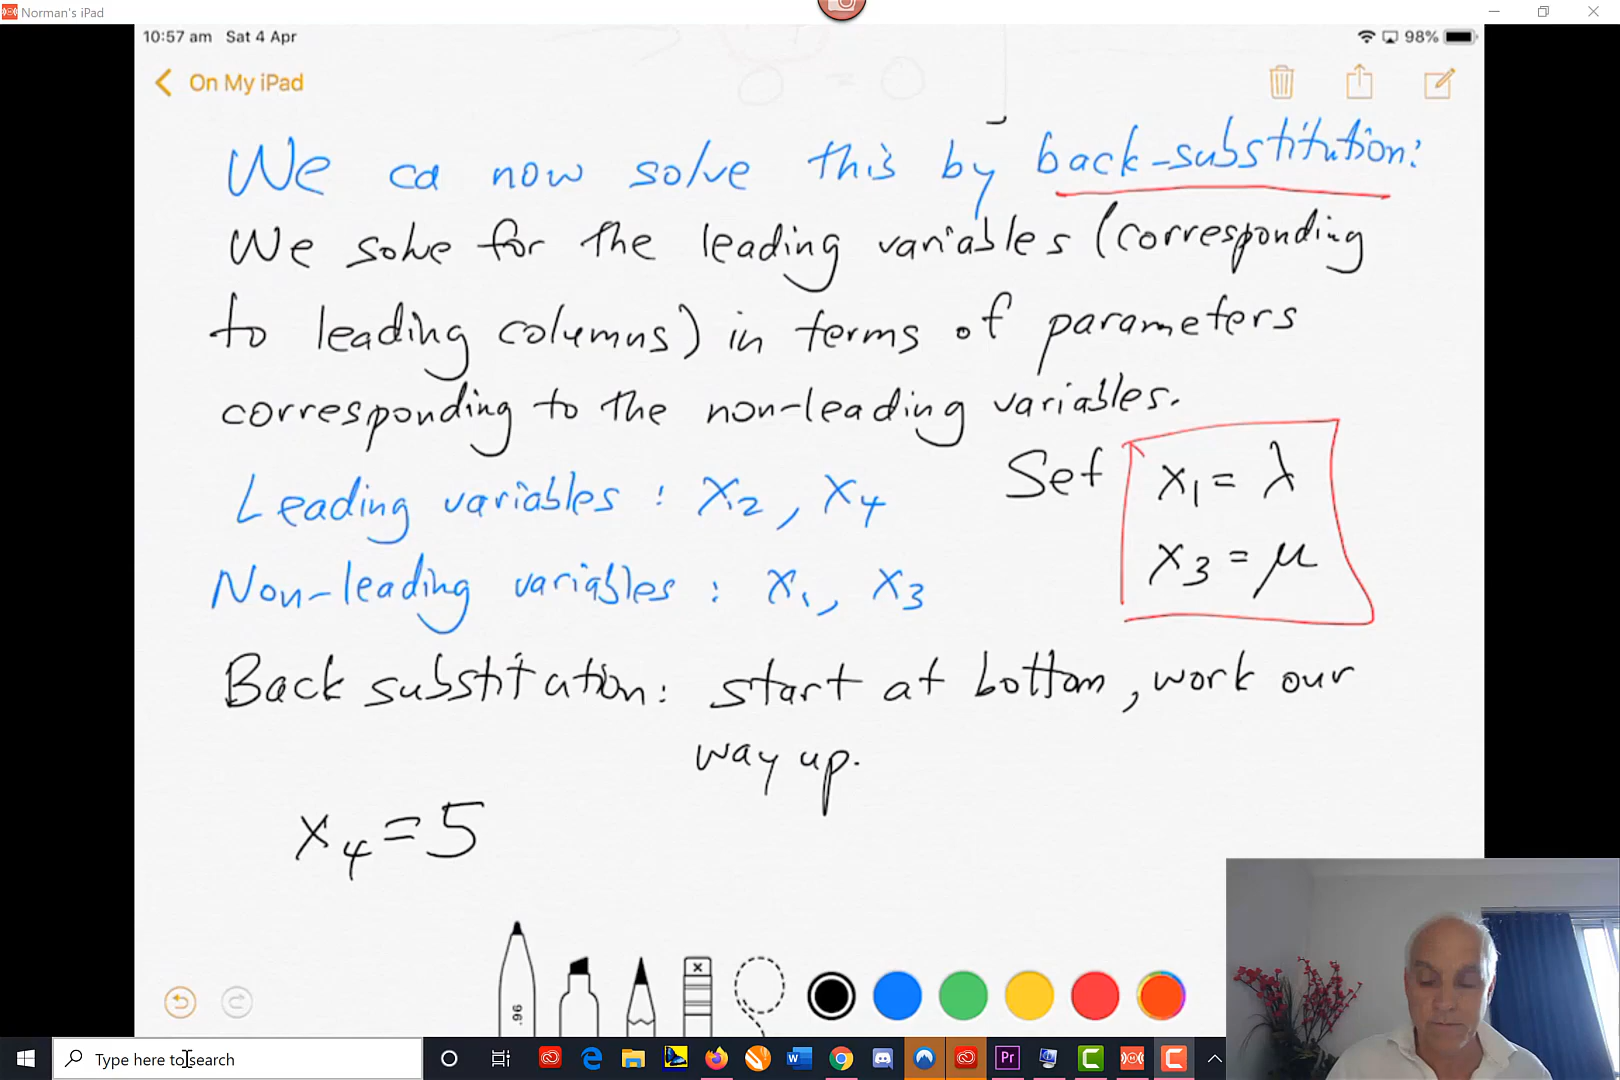 Norman's iPad
10:57 am Sat 4 Apr
98%
On My iPad
0 = 0
We ca now solve this by back-substitution:
We solve for the leading variables (corresponding
to leading columns) in terms of parameters
corresponding to the non-leading variables.
Set x₁ = λ
x₃ = μ
Leading variables : x₂, x₄
Non-leading variables : x₁, x₃
Back substitution: start at bottom, work our
way up.
x₄ = 5
96.
Type here to search